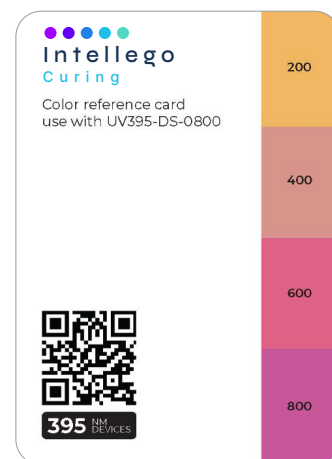 Intellego
Curing
Color reference card
use with UV395-DS-0800
200
400
600
800
395 NM
DEVICES